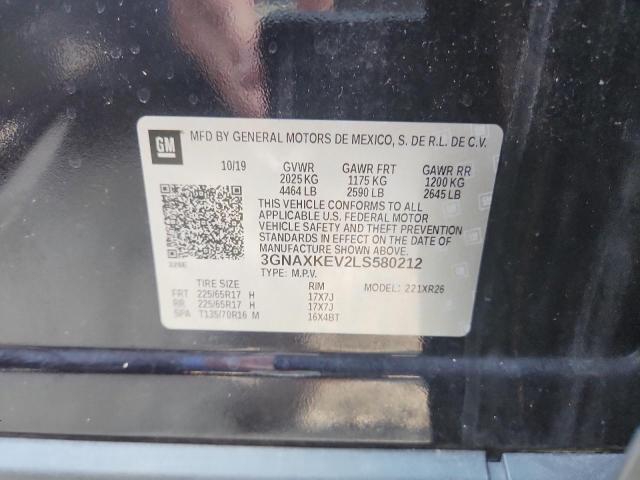 GM MFD BY GENERAL MOTORS DE MEXICO, S. DE R.L. DE C.V.
10/19 GVWR GAWR FRT GAWR RR
2025 KG 1175 KG 1200 KG
4464 LB 2590 LB 2645 LB
THIS VEHICLE CONFORMS TO ALL
APPLICABLE U.S. FEDERAL MOTOR
VEHICLE SAFETY AND THEFT PREVENTION
STANDARDS IN EFFECT ON THE DATE OF
MANUFACTURE SHOWN ABOVE.
3GNAXKEV2LS580212
TYPE: M.P.V.
TIRE SIZE RIM MODEL: 221XR26
FRT 225/65R17 H 17X7J
RR 225/65R17 H 17X7J
SPA T135/70R16 M 16X4BT